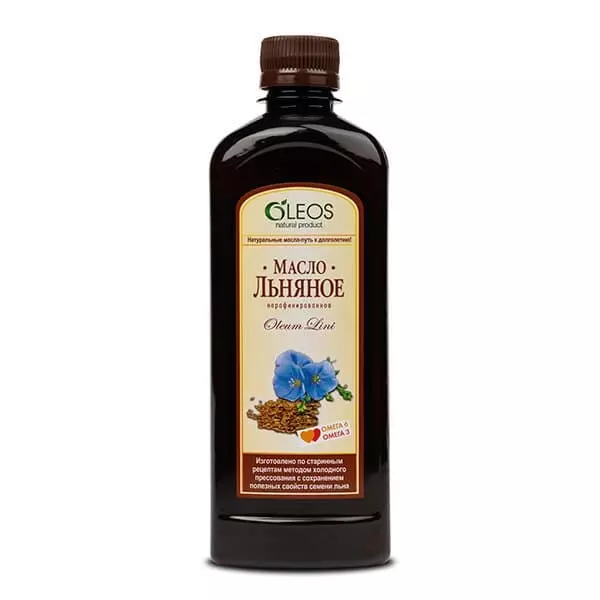 ÓLEOS
natural product
Натуральные масла-путь к долголетию!
• Масло •
Льняное
нерафинированное
Oleum Lini
ОМЕГА 6
ОМЕГА 3
Изготовлено по старинным
рецептам методом холодного
прессования с сохранением
полезных свойств семени льна